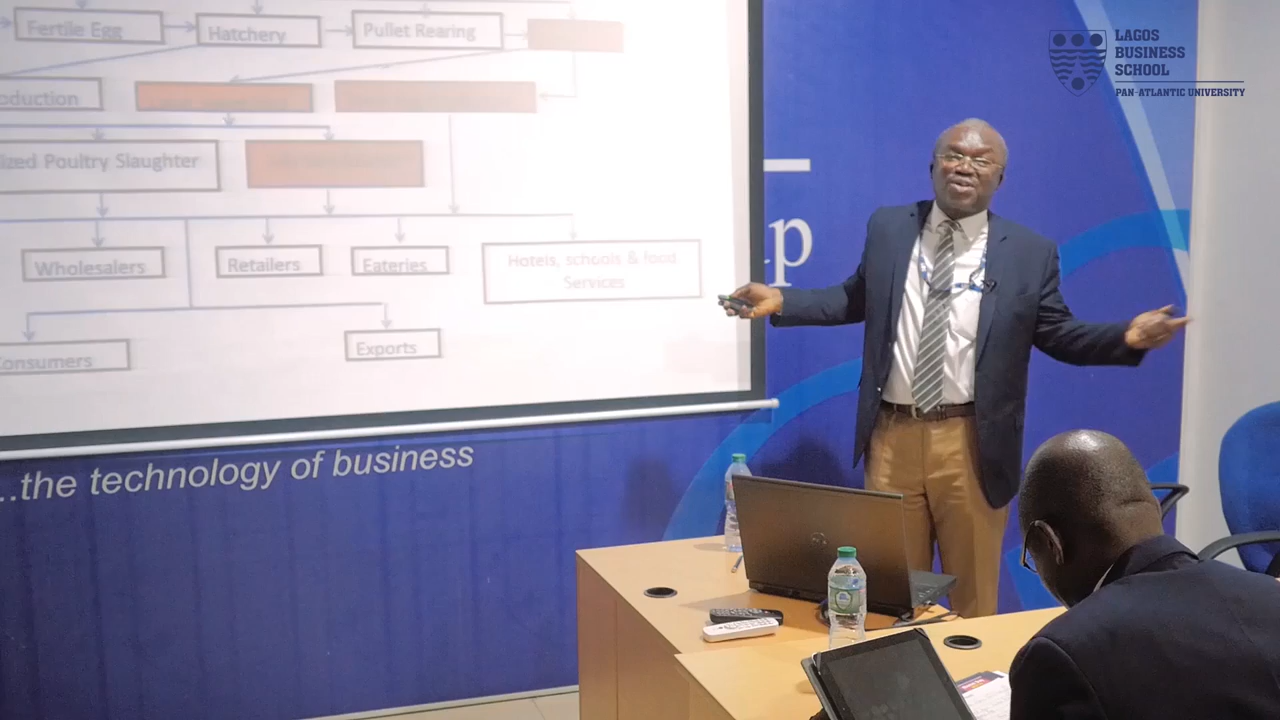 Fertile Egg
Hatchery
Pullet Rearing
oduction
ized Poultry Slaughter
Wholesalers
Retailers
Eateries
Hotels, schools & food
Services
Consumers
Exports
..the technology of business
p
LAGOS
BUSINESS
SCHOOL
PAN-ATLANTIC UNIVERSITY